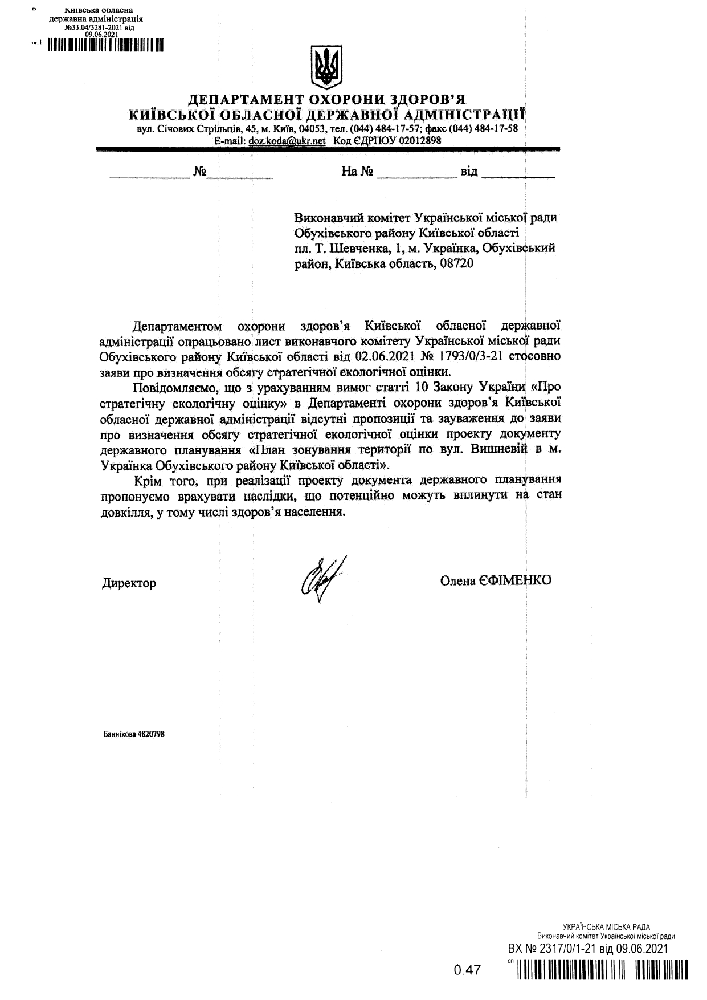 Київська обласна
державна адміністрація
№33.04/3281-2021 від
09.06.2021
ДЕПАРТАМЕНТ ОХОРОНИ ЗДОРОВ’Я
КИЇВСЬКОЇ ОБЛАСНОЇ ДЕРЖАВНОЇ АДМІНІСТРАЦІЇ
вул. Січових Стрільців, 45, м. Київ, 04053, тел. (044) 484-17-57; факс (044) 484-17-58
E-mail: doz.koda@ukr.net Код ЄДРПОУ 02012898
____________ №__________ На № ____________ від ___________
Виконавчий комітет Української міської ради
Обухівського району Київської області
пл. Т. Шевченка, 1, м. Українка, Обухівський
район, Київська область, 08720
Департаментом охорони здоров’я Київської обласної державної
адміністрації опрацьовано лист виконавчого комітету Української міської ради
Обухівського району Київської області від 02.06.2021 № 1793/0/3-21 стосовно
заяви про визначення обсягу стратегічної екологічної оцінки.
Повідомляємо, що з урахуванням вимог статті 10 Закону України «Про
стратегічну екологічну оцінку» в Департаменті охорони здоров’я Київської
обласної державної адміністрації відсутні пропозиції та зауваження до заяви
про визначення обсягу стратегічної екологічної оцінки проекту документу
державного планування «План зонування території по вул. Вишневій в м.
Українка Обухівського району Київської області».
Крім того, при реалізації проекту документа державного планування
пропонуємо врахувати наслідки, що потенційно можуть вплинути на стан
довкілля, у тому числі здоров’я населення.
Директор Олена ЄФІМЕНКО
Баннікова 4820798
УКРАЇНСЬКА МІСЬКА РАДА
Виконавчий комітет Української міської ради
ВХ № 2317/0/1-21 від 09.06.2021
сп
0.47